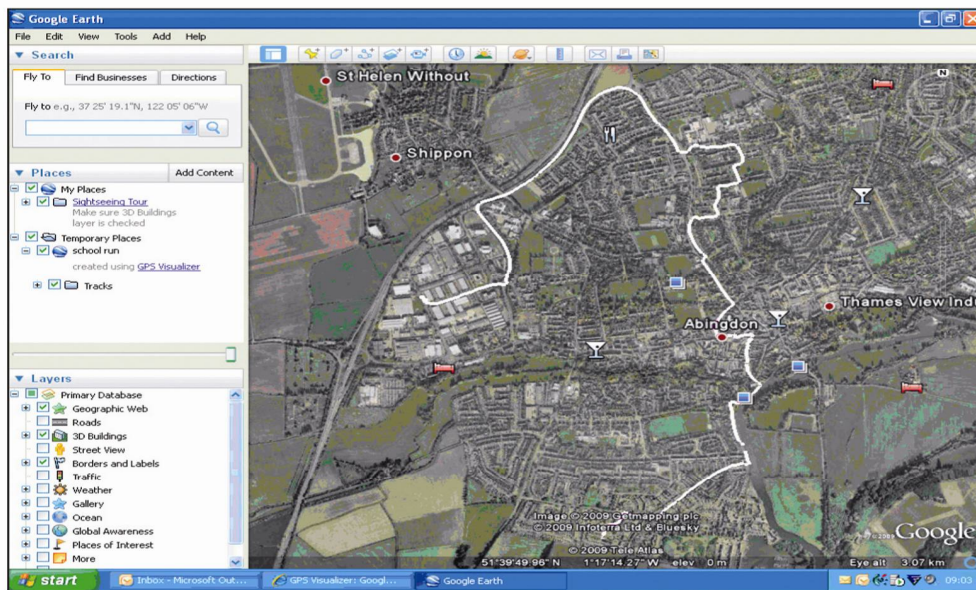 Google Earth
File Edit View Tools Add Help
Search
Fly To Find Businesses Directions
Fly to e.g., 37 25' 19.1"N, 122 05' 06"W
Places Add Content
My Places
Sightseeing Tour
Make sure 3D Buildings
layer is checked
Temporary Places
school run
created using GPS Visualizer
Tracks
Layers
Primary Database
Geographic Web
Roads
3D Buildings
Street View
Borders and Labels
Traffic
Weather
Gallery
Ocean
Global Awareness
Places of Interest
More
St Helen Without
N
Shippon
Thames View Indu
Abingdon
Image © 2009 Getmapping plc
© 2009 Infoterra Ltd & Bluesky
© 2009 Tele Atlas
©2009 Google
51°39'49.96" N 1°17'14.27" W elev 0 m Eye alt 3.07 km
start Inbox - Microsoft Out... GPS Visualizer: Googl... Google Earth 09:03